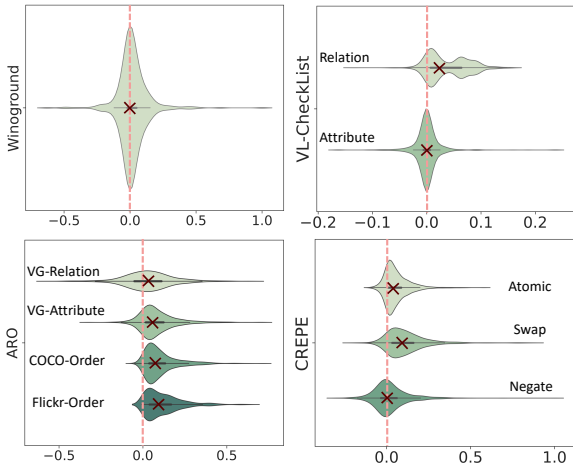 Winoground
−0.5 0.0 0.5 1.0
VL-CheckList
Relation
Attribute
−0.2 −0.1 0.0 0.1 0.2
ARO
VG-Relation
VG-Attribute
COCO-Order
Flickr-Order
−0.5 0.0 0.5
CREPE
Atomic
Swap
Negate
0.0 0.5 1.0